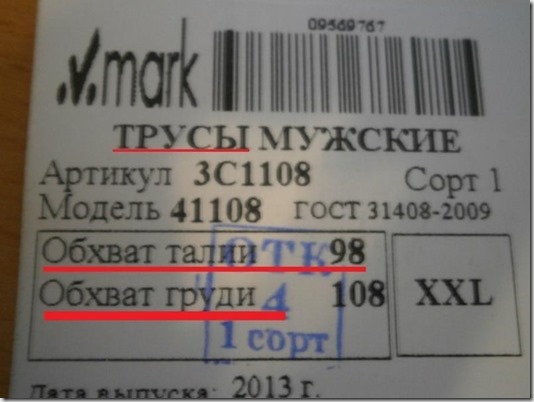 09569767
mark
ТРУСЫ МУЖСКИЕ
Артикул 3С1108
Сорт 1
Модель 41108
ГОСТ 31408-2009
Обхват талии 98
Обхват груди 108
XXL
ОТК
4
1 сорт
Дата выпуска: 2013 г.